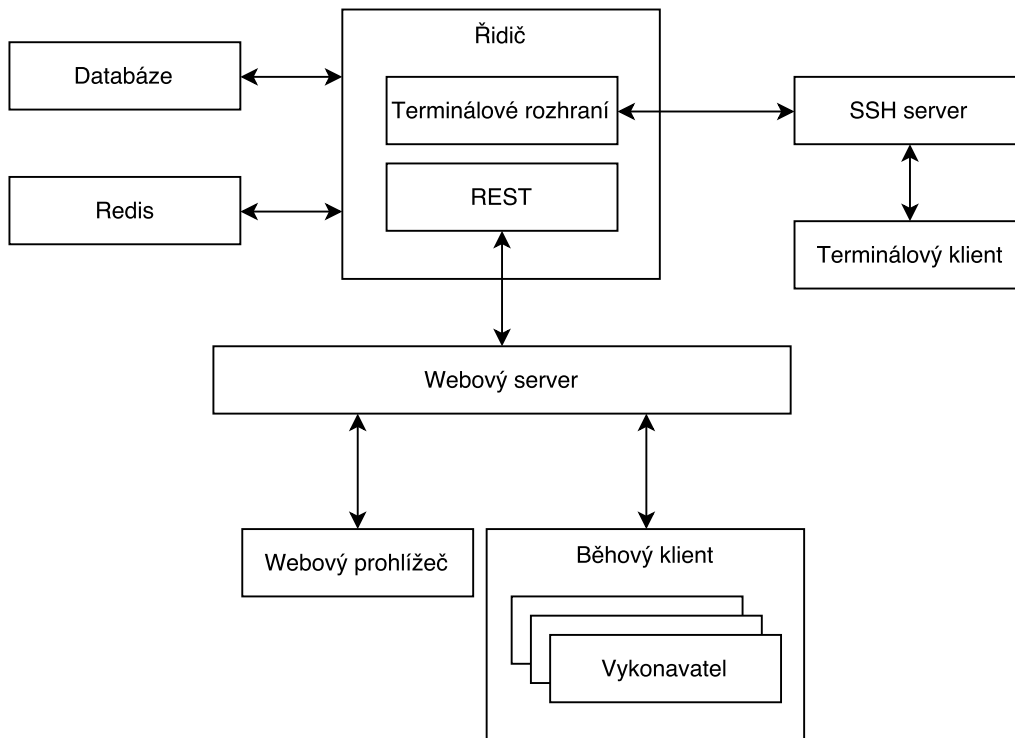 Řidič
Databáze
Terminálové rozhraní
SSH server
REST
Redis
Terminálový klient
Webový server
Webový prohlížeč
Běhový klient
Vykonavatel